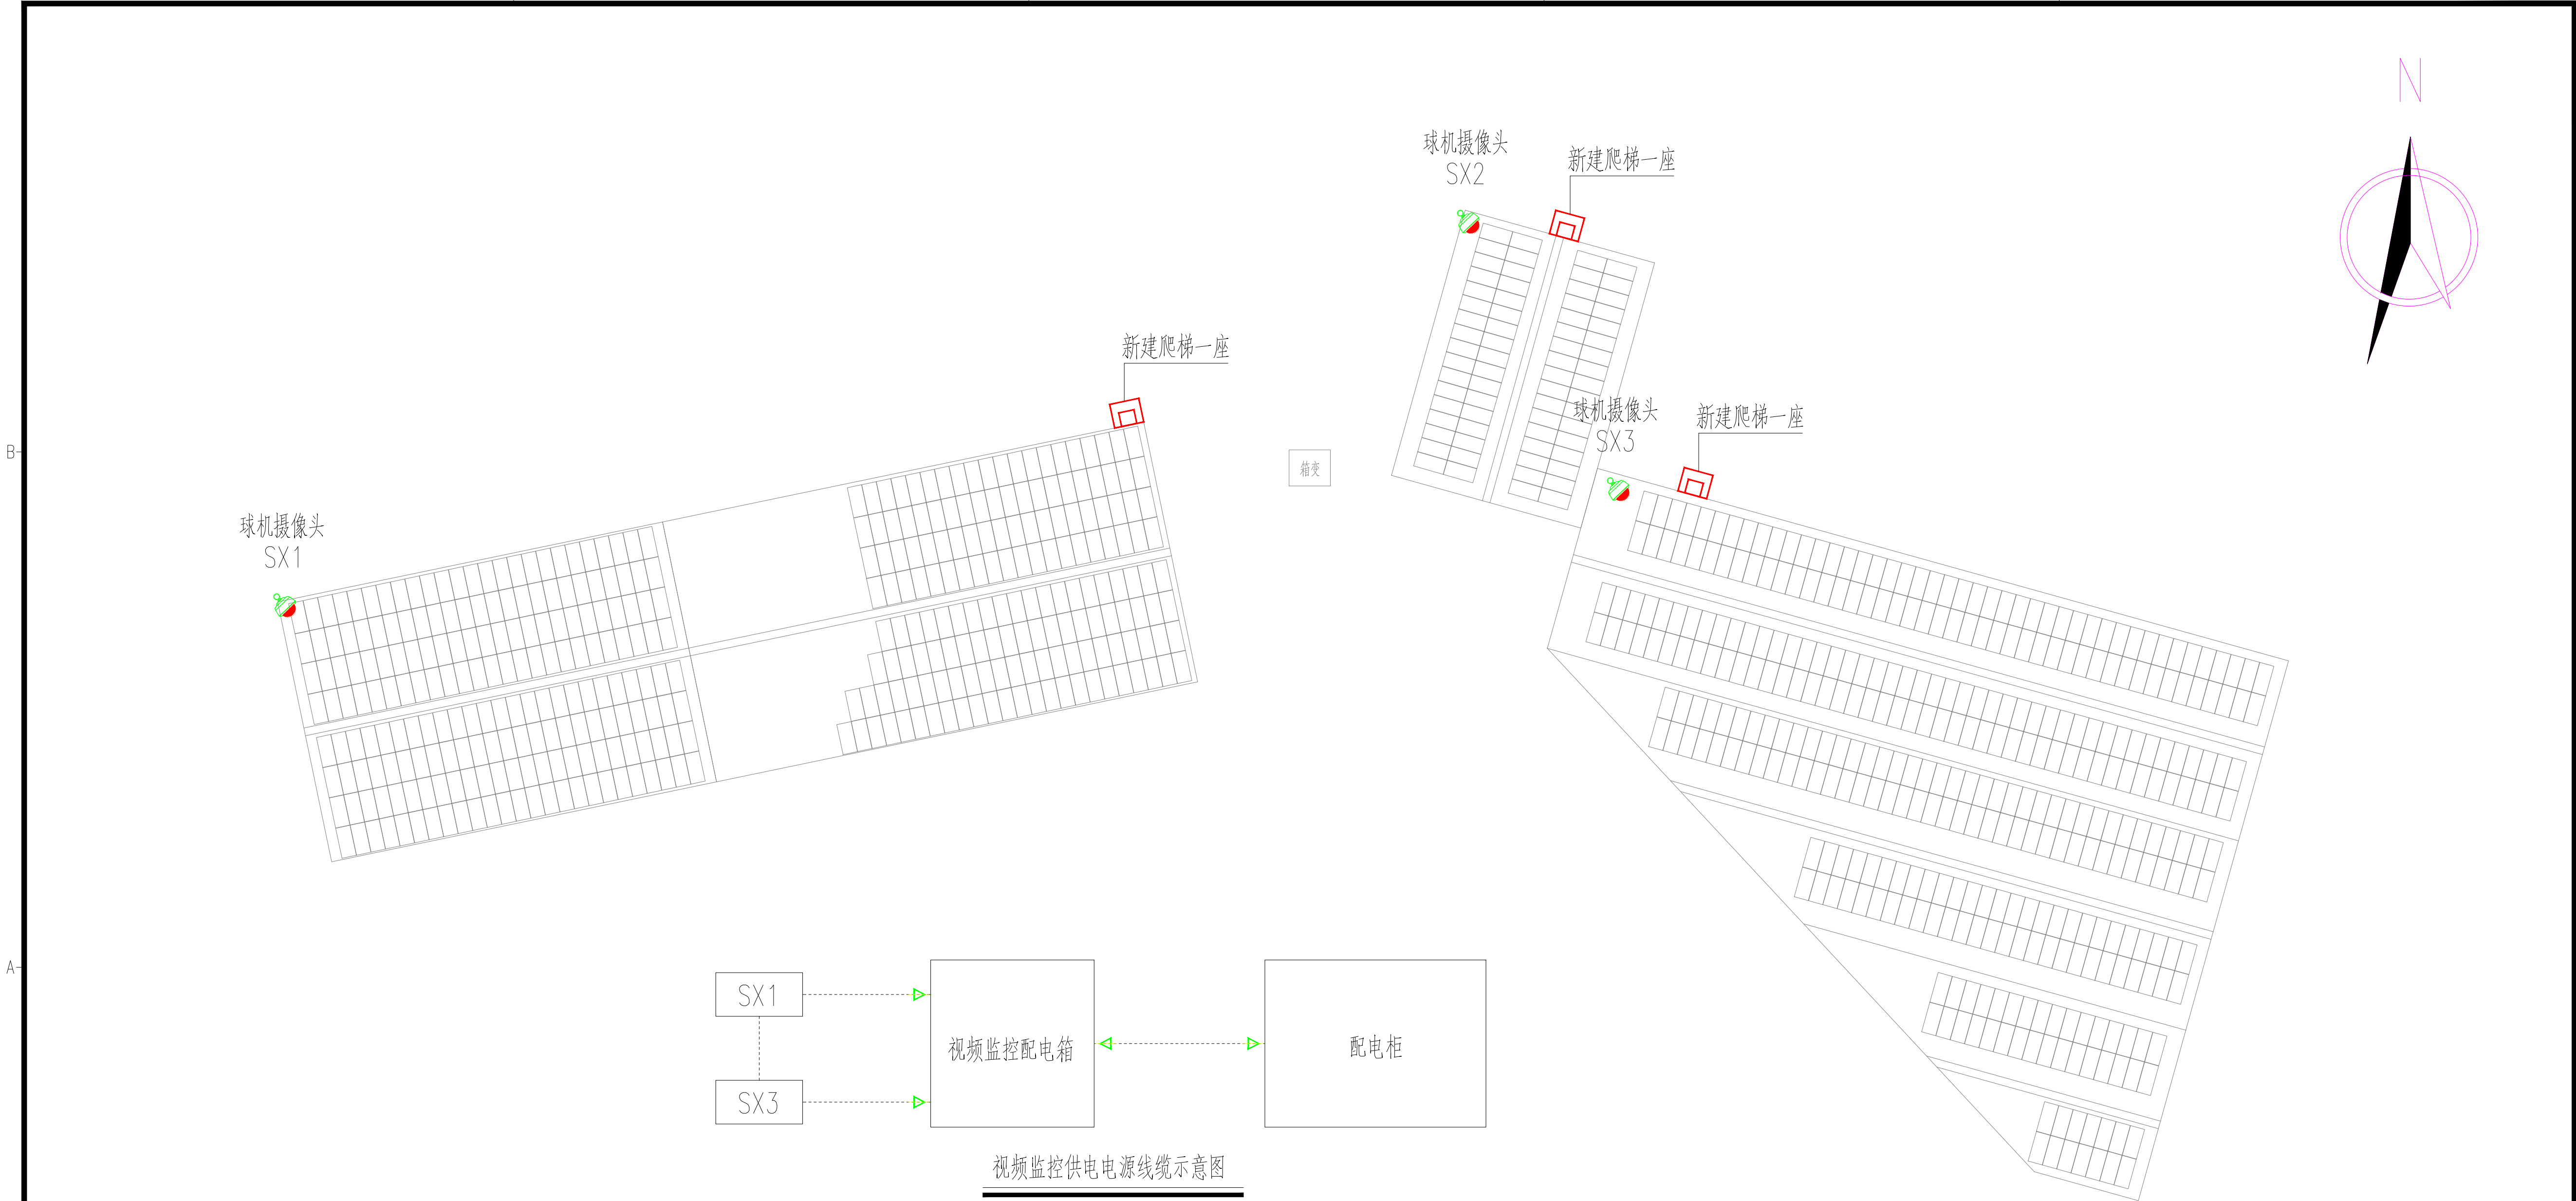 N
球机摄像头
SX2
新建爬梯一座
新建爬梯一座
球机摄像头
SX3
新建爬梯一座
B
箱变
球机摄像头
SX1
A
SX1
视频监控配电箱
配电柜
SX3
视频监控供电电源线缆示意图